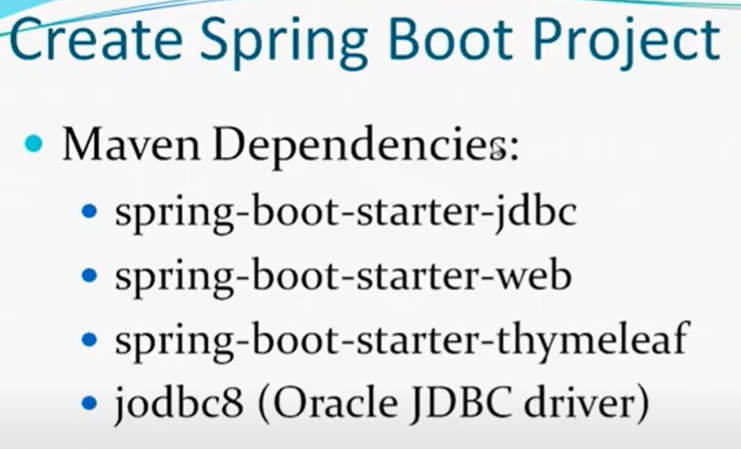 Create Spring Boot Project
Maven Dependencies:
spring-boot-starter-jdbc
spring-boot-starter-web
spring-boot-starter-thymeleaf
jodbc8 (Oracle JDBC driver)